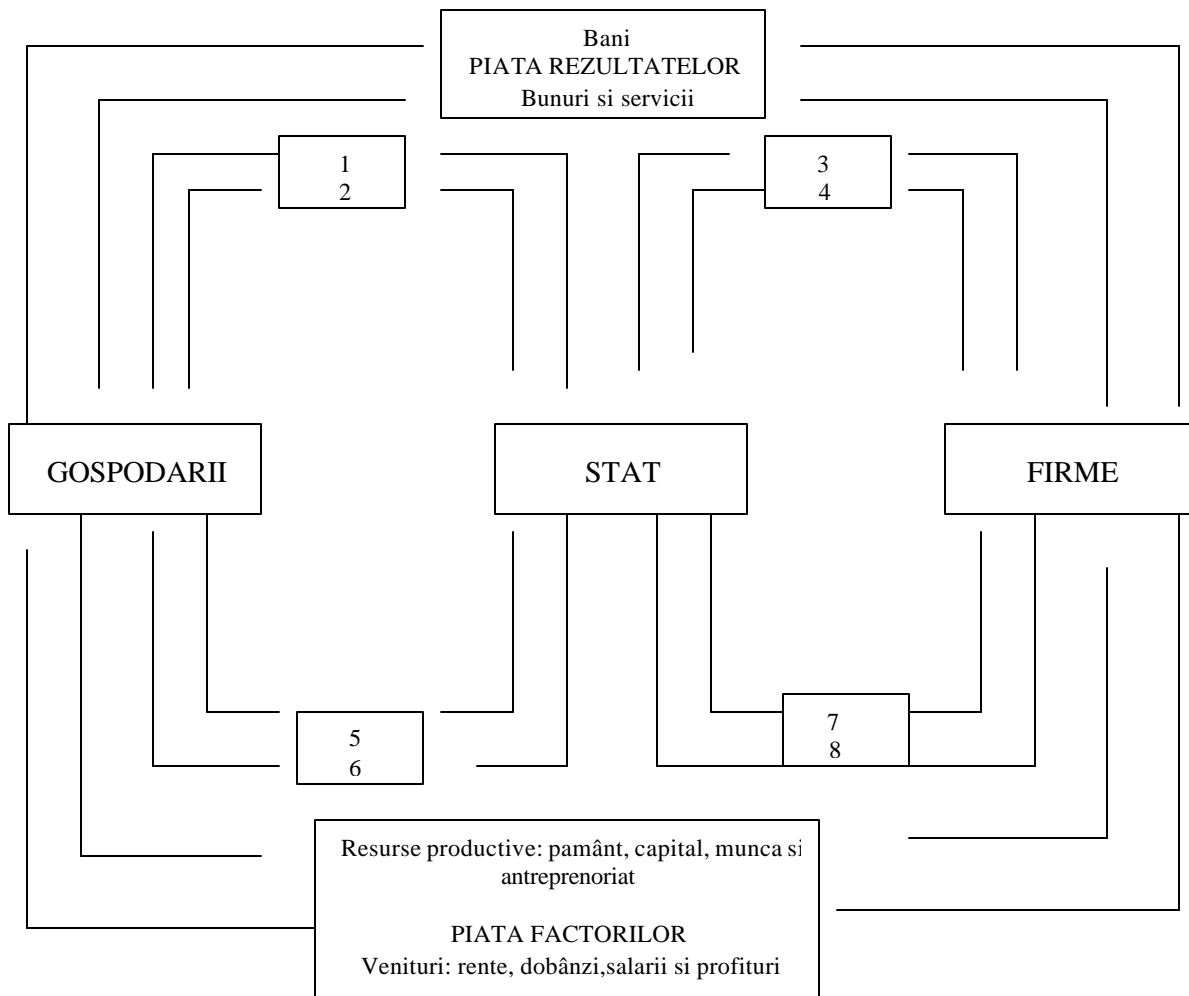 Bani
PIATA REZULTATELOR
Bunuri si servicii
1
2
3
4
GOSPODARII
STAT
FIRME
5
6
7
8
Resurse productive: pamânt, capital, munca si
antreprenoriat
PIATA FACTORILOR
Venituri: rente, dobânzi,salarii si profituri